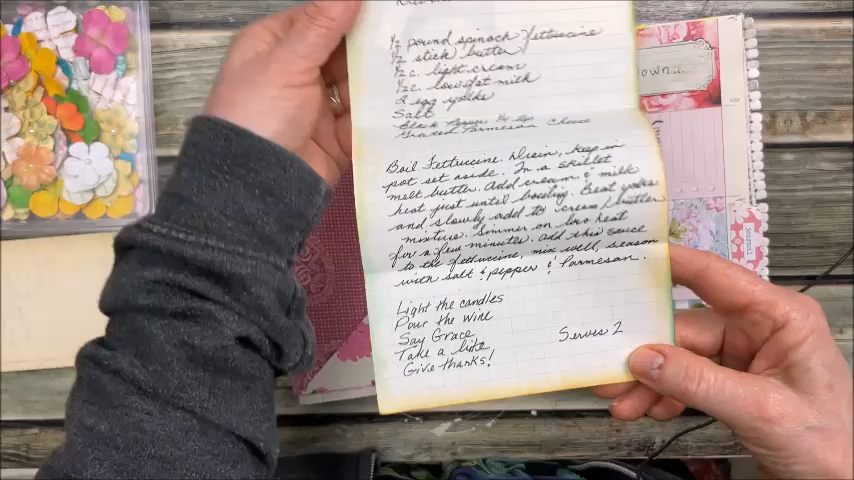 1/2 pound spinach fettuccine
1/2 stick butter
1/2 c. light cream
1/2 c. lowfat milk
2 egg yolks
Salt
Black Pepper
Grated Parmesan Cheese
Boil Fettuccine. Drain, keep in
pot set aside. In a skillet
melt butter. Add cream & milk
heat just until boiling. Beat yolks
and slowly add to cream/butter
mixture. Simmer on low heat
for a few minutes. Add this sauce
to the fettuccine, mix well, season
with salt & pepper & Parmesan.
Light the candles
Pour the Wine
Say Grace
Take a bite
Give thanks!
Serves 2
own